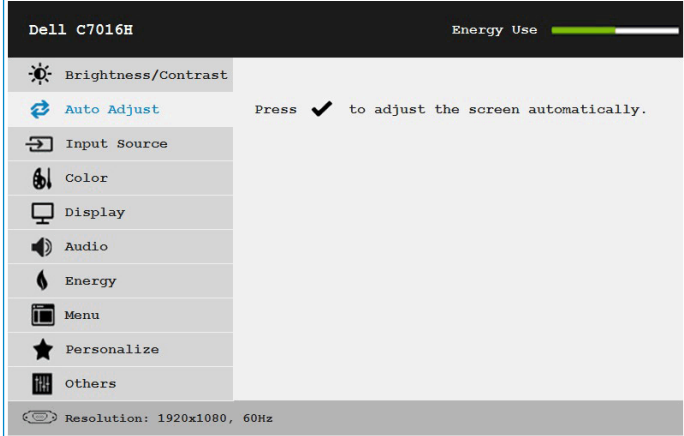 Dell C7016H
Energy Use
Brightness/Contrast
Auto Adjust
Press ✔ to adjust the screen automatically.
Input Source
Color
Display
Audio
Energy
Menu
Personalize
Others
Resolution: 1920x1080, 60Hz